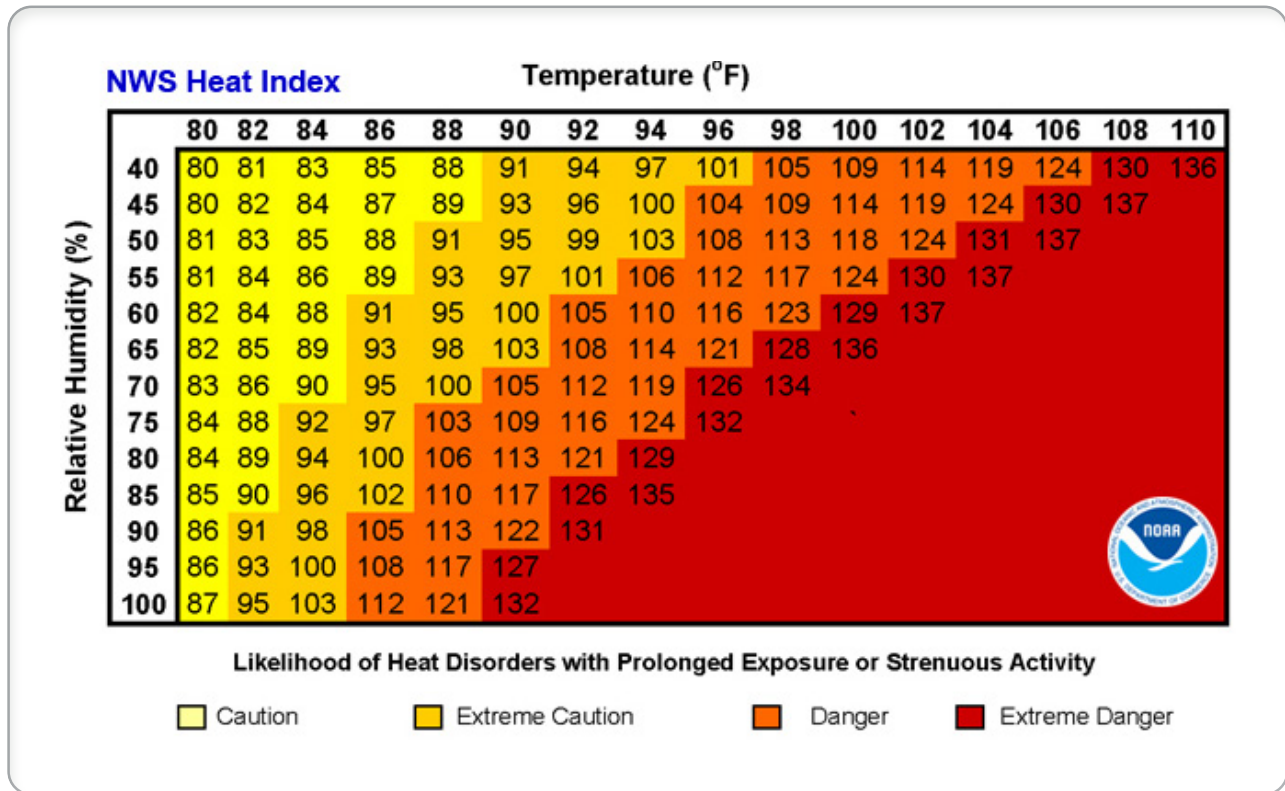 NWS Heat Index
Temperature (°F)
80 82 84 86 88 90 92 94 96 98 100 102 104 106 108 110
Relative Humidity (%)
40 80 81 83 85 88 91 94 97 101 105 109 114 119 124 130 136
45 80 82 84 87 89 93 96 100 104 109 114 119 124 130 137
50 81 83 85 88 91 95 99 103 108 113 118 124 131 137
55 81 84 86 89 93 97 101 106 112 117 124 130 137
60 82 84 88 91 95 100 105 110 116 123 129 137
65 82 85 89 93 98 103 108 114 121 128 136
70 83 86 90 95 100 105 112 119 126 134
75 84 88 92 97 103 109 116 124 132
80 84 89 94 100 106 113 121 129
85 85 90 96 102 110 117 126 135
90 86 91 98 105 113 122 131
95 86 93 100 108 117 127
100 87 95 103 112 121 132
NOAA
NATIONAL OCEANIC AND ATMOSPHERIC ADMINISTRATION
U.S. DEPARTMENT OF COMMERCE
Likelihood of Heat Disorders with Prolonged Exposure or Strenuous Activity
Caution
Extreme Caution
Danger
Extreme Danger